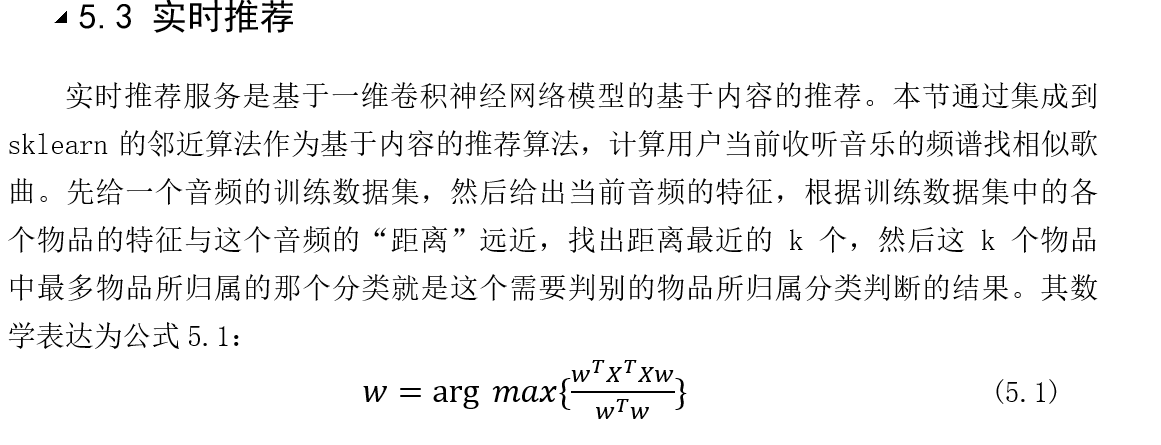 5.3 实时推荐
实时推荐服务是基于一维卷积神经网络模型的基于内容的推荐。本节通过集成到
sklearn 的邻近算法作为基于内容的推荐算法，计算用户当前收听音乐的频谱找相似歌
曲。先给一个音频的训练数据集，然后给出当前音频的特征，根据训练数据集中的各
个物品的特征与这个音频的“距离”远近，找出距离最近的 k 个，然后这 k 个物品
中最多物品所归属的那个分类就是这个需要判别的物品所归属分类判断的结果。其数
学表达为公式 5.1：
w = arg max{\frac{w^T X^T X w}{w^T w}} (5.1)